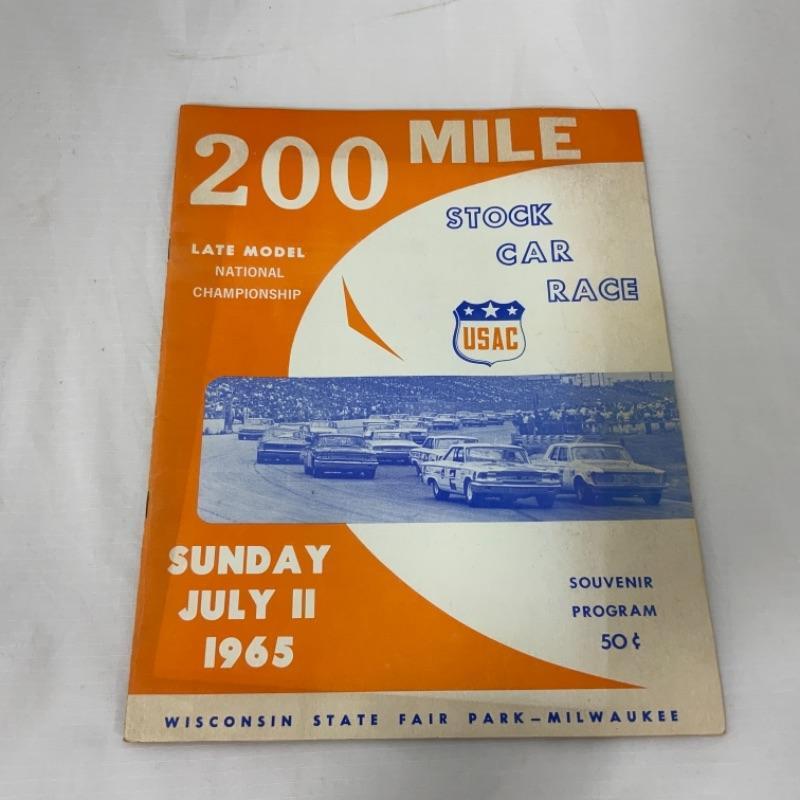 200 MILE
STOCK
CAR
RACE
LATE MODEL
NATIONAL
CHAMPIONSHIP
USAC
SUNDAY
JULY 11
1965
SOUVENIR
PROGRAM
50¢
WISCONSIN STATE FAIR PARK - MILWAUKEE